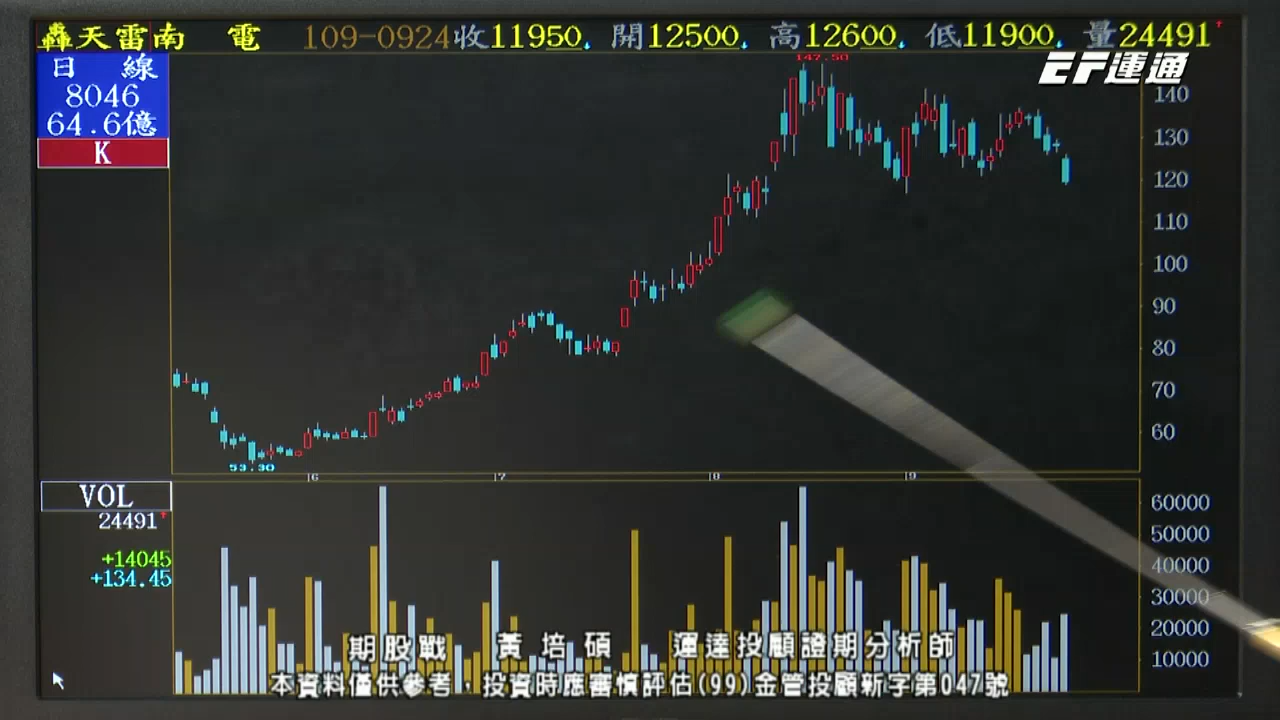 轟天雷南 電 109-0924收11950 開12500 高12600 低11900 量24491
EF運通
日 線
8046
64.6億
K
147.50
140
130
120
110
100
90
80
70
60
53.30
6 7 8 9
VOL
24491
+14045
+134.45
60000
50000
40000
30000
20000
10000
期股戰 黃培碩 運達投顧證期分析師
本資料僅供參考，投資時應審慎評估(99)金管投顧新字第047號